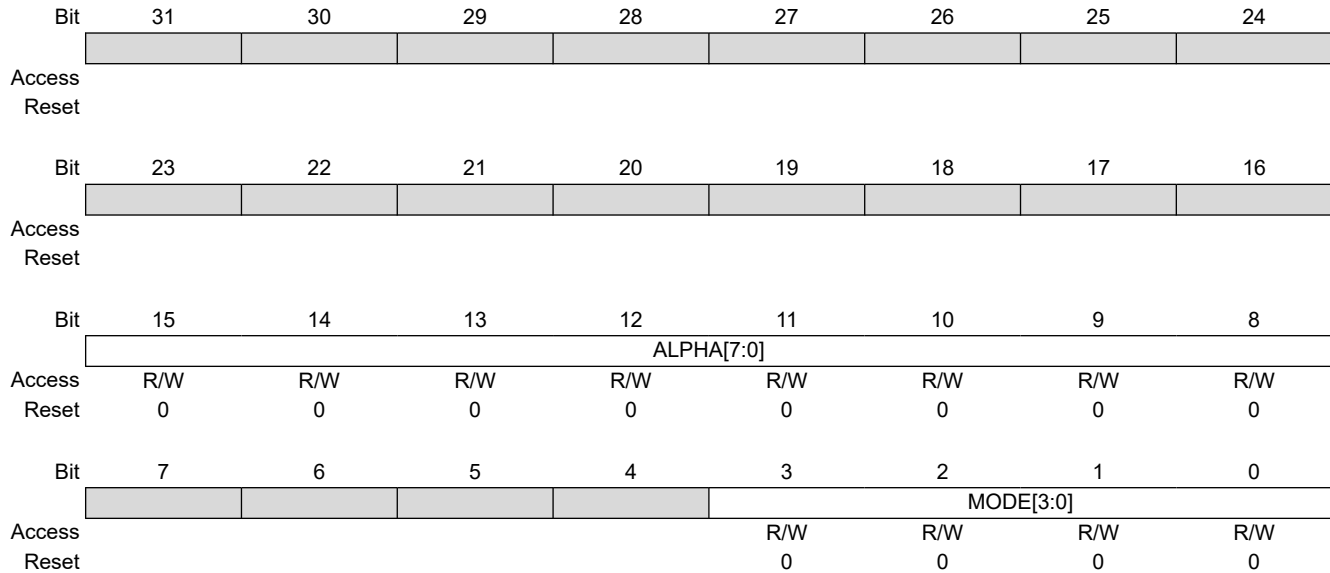 Bit 31 30 29 28 27 26 25 24
Access
Reset
Bit 23 22 21 20 19 18 17 16
Access
Reset
Bit 15 14 13 12 11 10 9 8
ALPHA[7:0]
Access R/W R/W R/W R/W R/W R/W R/W R/W
Reset 0 0 0 0 0 0 0 0
Bit 7 6 5 4 3 2 1 0
MODE[3:0]
Access R/W R/W R/W R/W
Reset 0 0 0 0